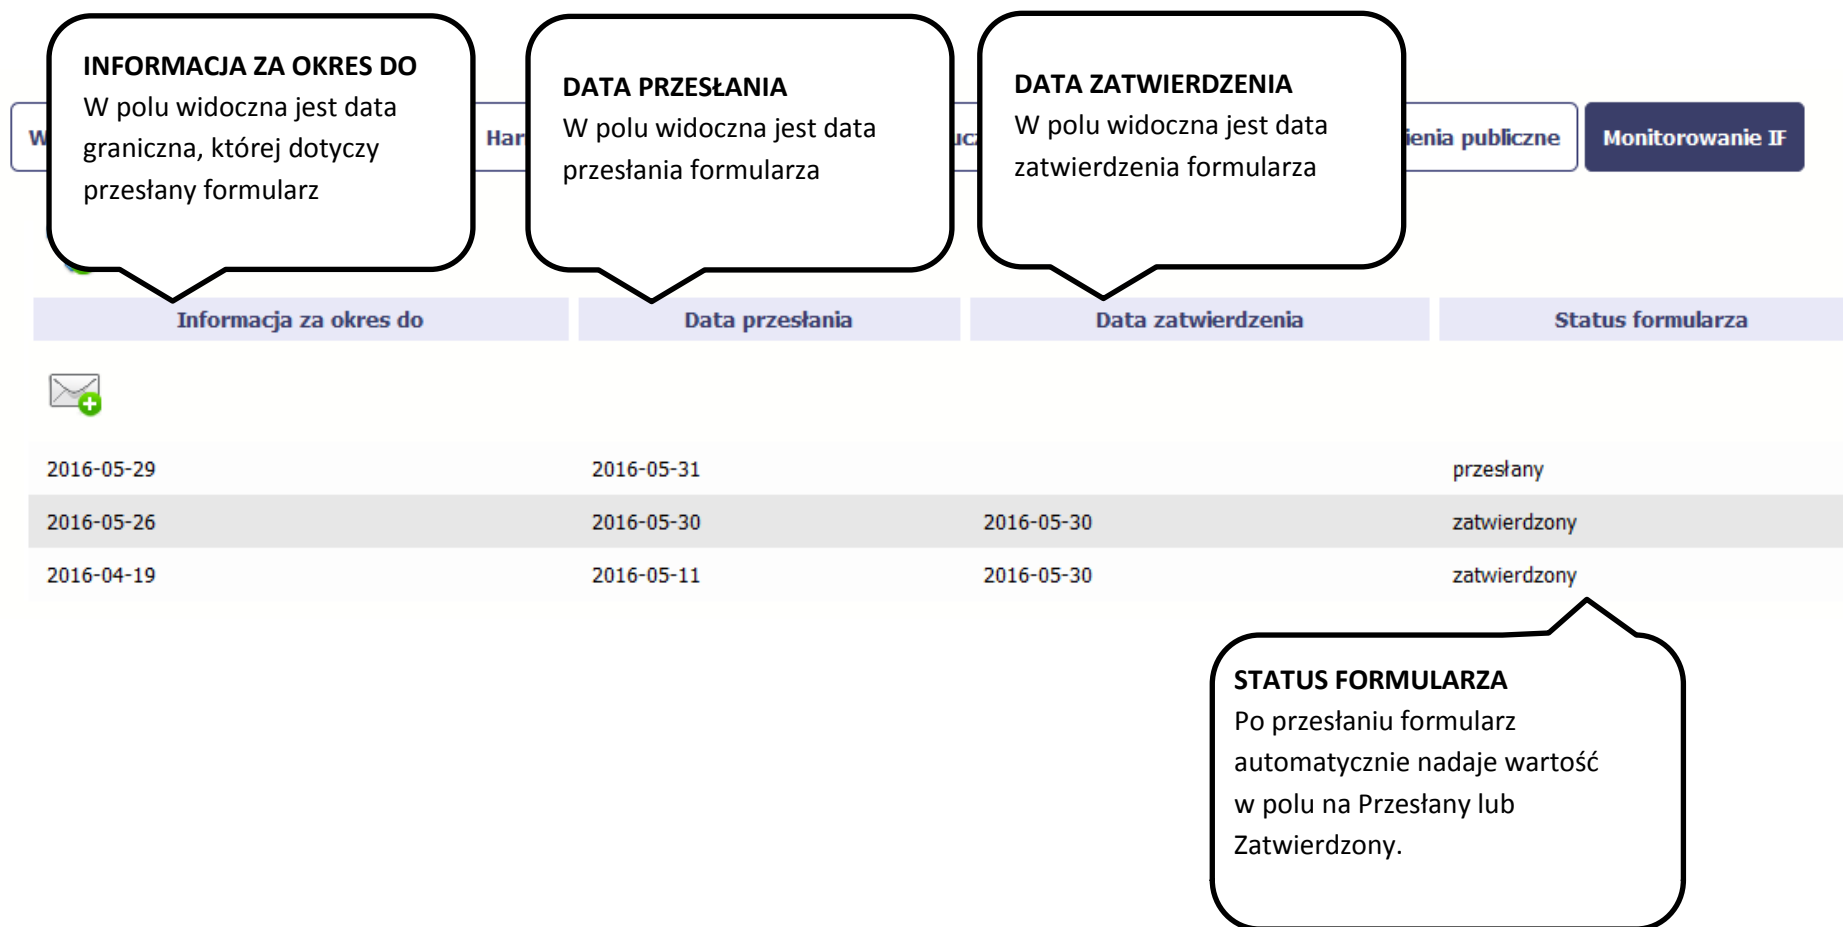 INFORMACJA ZA OKRES DO
W polu widoczna jest data
graniczna, której dotyczy
przesłany formularz
DATA PRZESŁANIA
W polu widoczna jest data
przesłania formularza
DATA ZATWIERDZENIA
W polu widoczna jest data
zatwierdzenia formularza
publiczne
Monitorowanie IF
Informacja za okres do
Data przesłania
Data zatwierdzenia
Status formularza
2016-05-29 2016-05-31 przesłany
2016-05-26 2016-05-30 2016-05-30 zatwierdzony
2016-04-19 2016-05-11 2016-05-30 zatwierdzony
STATUS FORMULARZA
Po przesłaniu formularz
automatycznie nadaje wartość
w polu na Przesłany lub
Zatwierdzony.